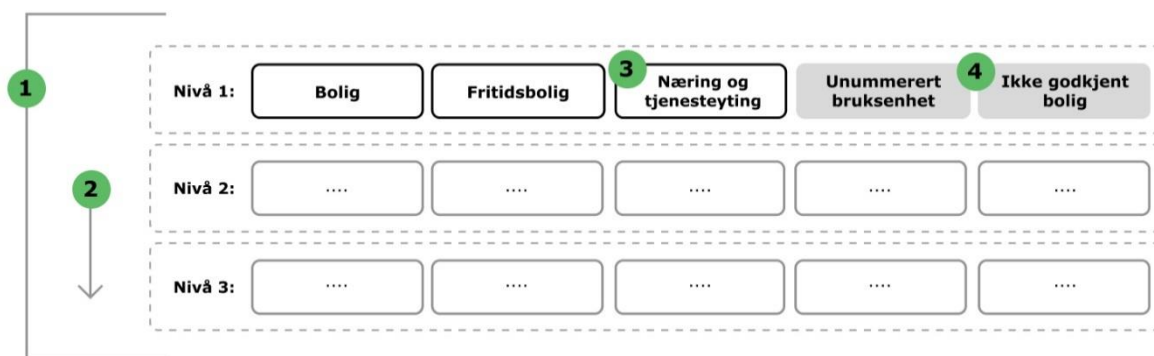 1
Nivå 1:
Bolig
Fritidsbolig
3
Næring og
tjenesteyting
Unummerert
bruksenhet
4
Ikke godkjent
bolig
2
Nivå 2:
....
....
....
....
....
Nivå 3:
....
....
....
....
....